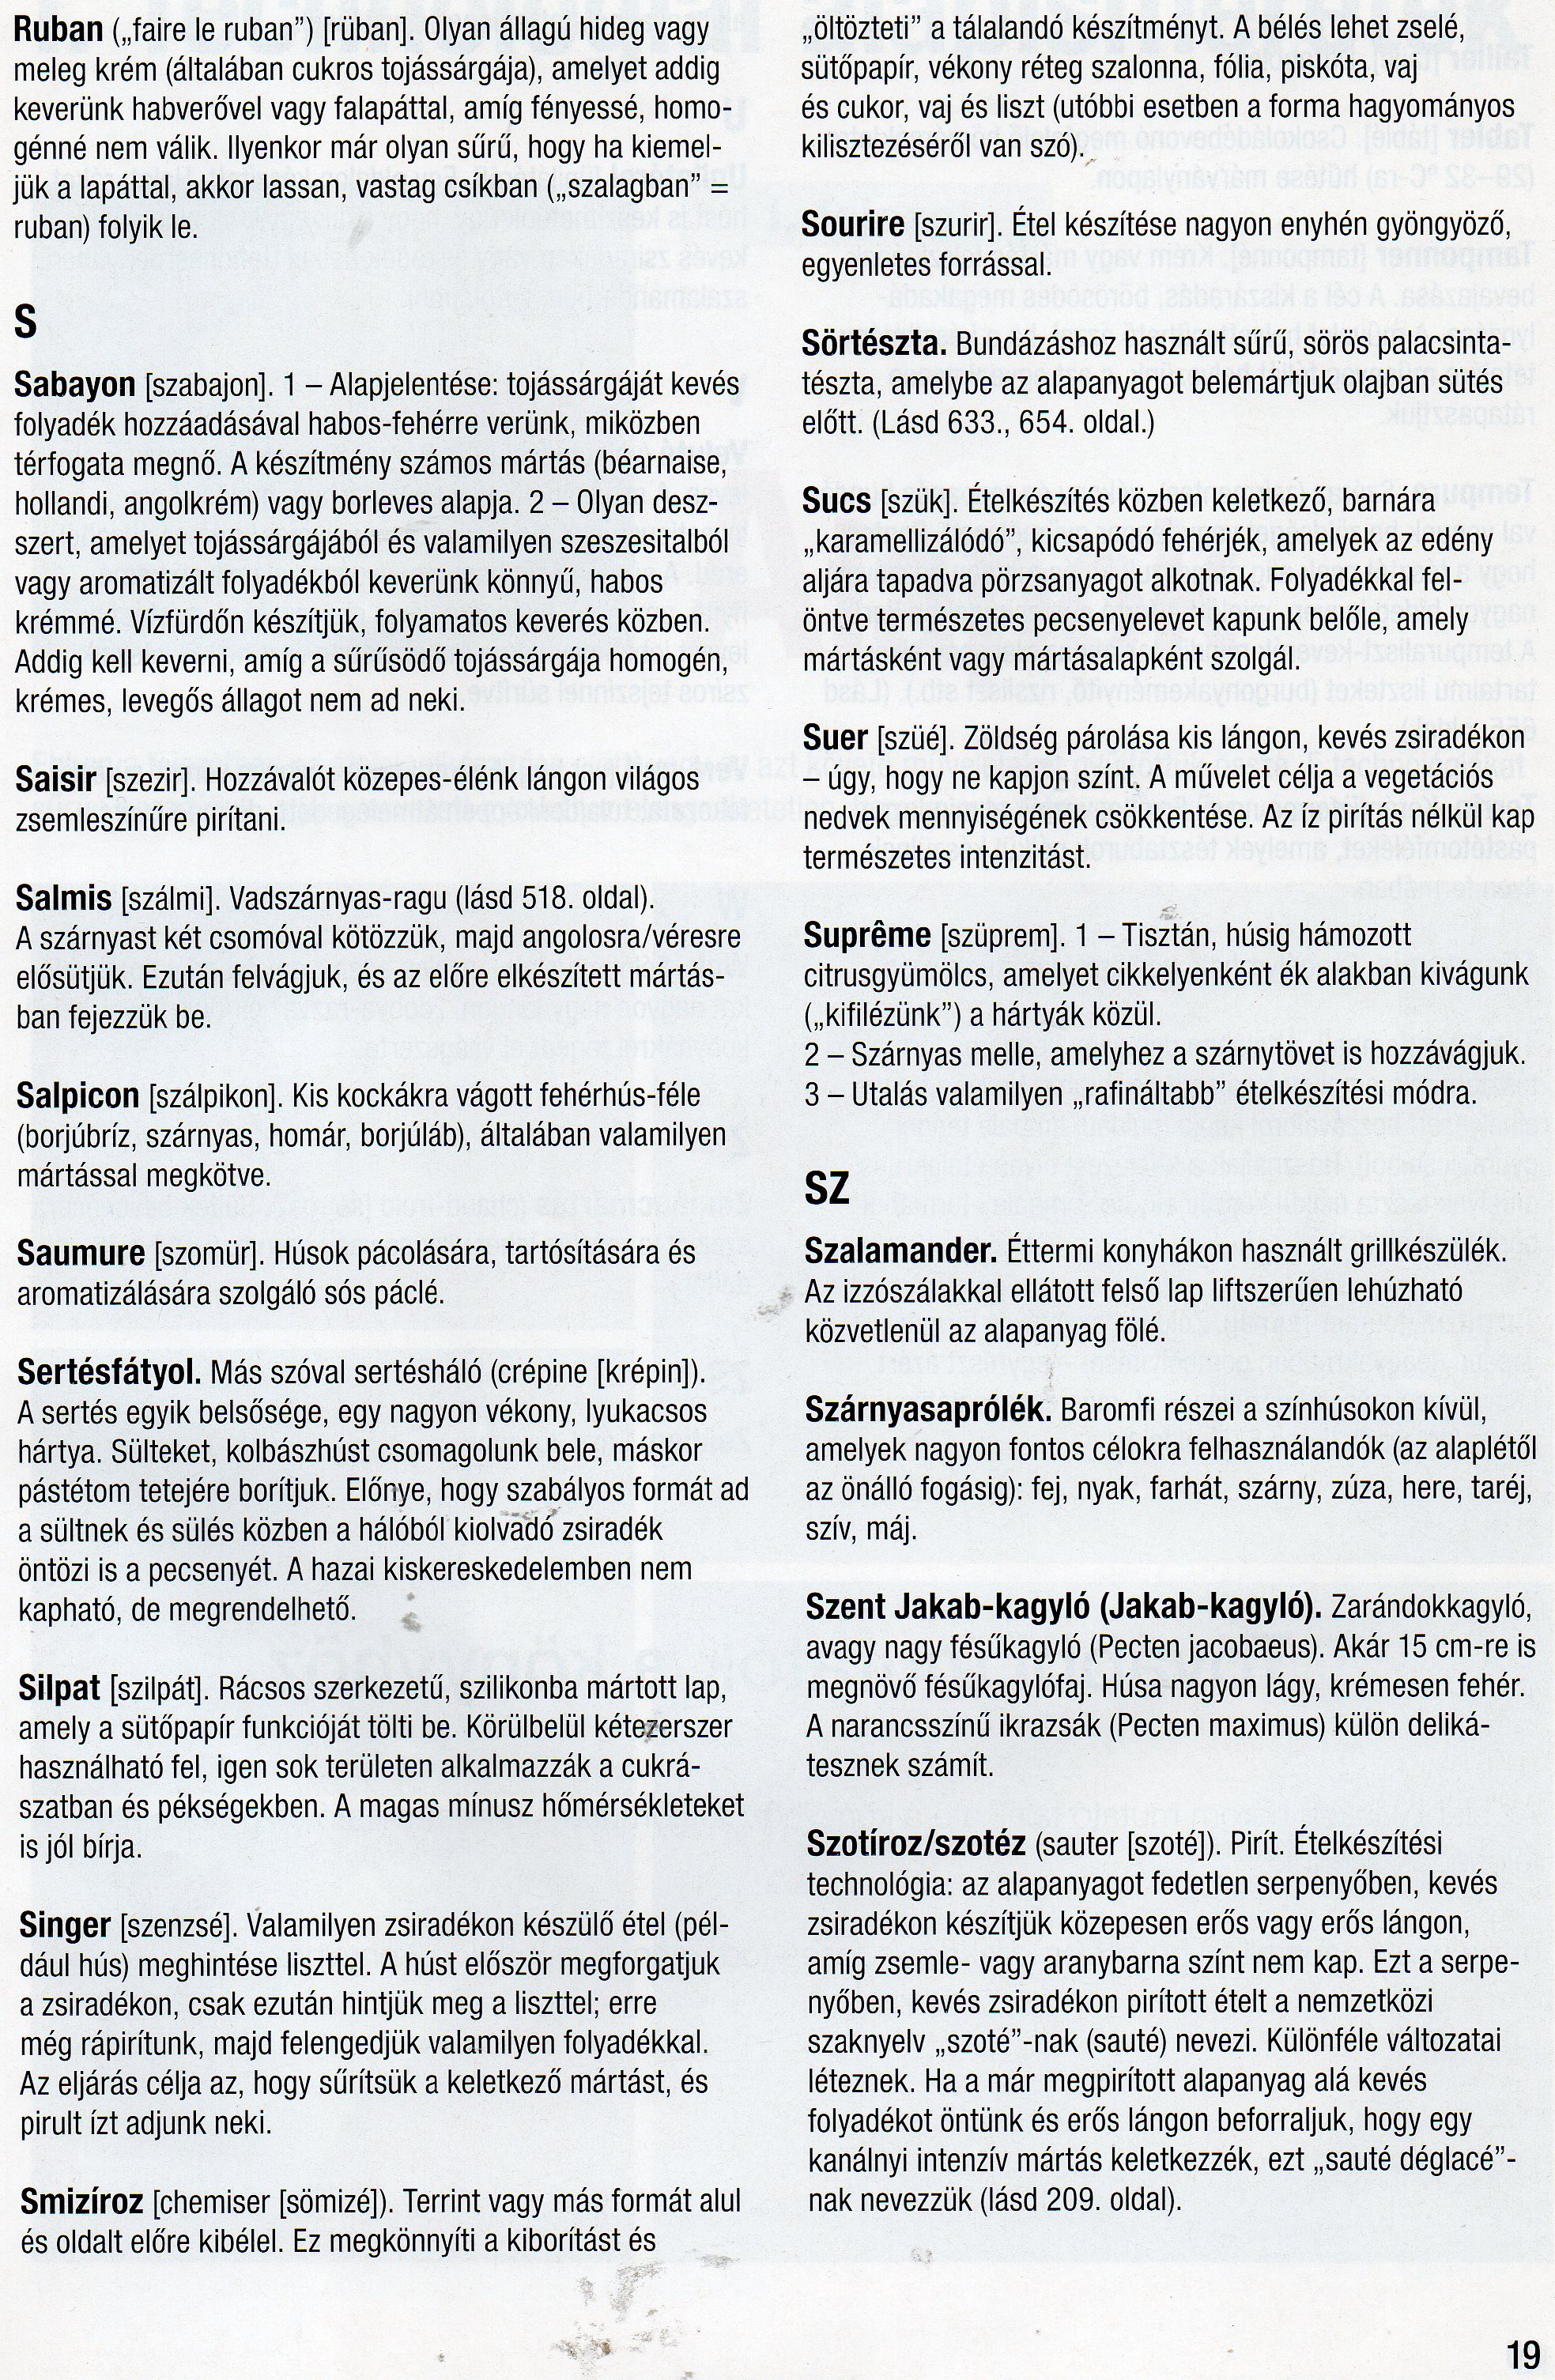 Ruban („faire le ruban”) [rüban]. Olyan állagú hideg vagy
meleg krém (általában cukros tojássárgája), amelyet addig
keverünk habverővel vagy falapáttal, amíg fényessé, homo-
génné nem válik. Ilyenkor már olyan sűrű, hogy ha kiemel-
jük a lapáttal, akkor lassan, vastag csíkban („szalagban” =
ruban) folyik le.
S
Sabayon [szabajon]. 1 – Alapjelentése: tojássárgáját kevés
folyadék hozzáadásával habos-fehérre verünk, miközben
térfogata megnő. A készítmény számos mártás (béarnaise,
hollandi, angolkrém) vagy borleves alapja. 2 – Olyan desz-
szert, amelyet tojássárgájából és valamilyen szeszesitalból
vagy aromatizált folyadékból keverünk könnyű, habos
krémmé. Vízfürdőn készítjük, folyamatos keverés közben.
Addig kell keverni, amíg a sűrűsödő tojássárgája homogén,
krémes, levegős állagot nem ad neki.
Saisir [szezir]. Hozzávalót közepes-élénk lángon világos
zsemleszínűre pirítani.
Salmis [szálmi]. Vadszárnyas-ragu (lásd 518. oldal).
A szárnyast két csomóval kötözzük, majd angolosra/véresre
elősütjük. Ezután felvágjuk, és az előre elkészített mártás-
ban fejezzük be.
Salpicon [szálpikon]. Kis kockákra vágott fehérhús-féle
(borjúbríz, szárnyas, homár, borjúláb), általában valamilyen
mártással megkötve.
Saumure [szomür]. Húsok pácolására, tartósítására és
aromatizálására szolgáló sós páclé.
Sertésfátyol. Más szóval sertésháló (crépine [krépin]).
A sertés egyik belsősége, egy nagyon vékony, lyukacsos
hártya. Sülteket, kolbászhúst csomagolunk bele, máskor
pástétom tetejére borítjuk. Előnye, hogy szabályos formát ad
a sültnek és sülés közben a hálóból kiolvadó zsiradék
öntözi is a pecsenyét. A hazai kiskereskedelemben nem
kapható, de megrendelhető.
Silpat [szilpát]. Rácsos szerkezetű, szilikonba mártott lap,
amely a sütőpapír funkcióját tölti be. Körülbelül kétezerszer
használható fel, igen sok területen alkalmazzák a cukrá-
szatban és pékségekben. A magas mínusz hőmérsékleteket
is jól bírja.
Singer [szenzsé]. Valamilyen zsiradékon készülő étel (pél-
dául hús) meghintése liszttel. A húst először megforgatjuk
a zsiradékon, csak ezután hintjük meg a liszttel; erre
még rápirítunk, majd felengedjük valamilyen folyadékkal.
Az eljárás célja az, hogy sűrítsük a keletkező mártást, és
pirult ízt adjunk neki.
Smizíroz [chemiser [sömizé]). Terrint vagy más formát alul
és oldalt előre kibélel. Ez megkönnyíti a kiborítást és
„öltözteti” a tálalandó készítményt. A bélés lehet zselé,
sütőpapír, vékony réteg szalonna, fólia, piskóta, vaj
és cukor, vaj és liszt (utóbbi esetben a forma hagyományos
kilisztezéséről van szó).
Sourire [szurir]. Étel készítése nagyon enyhén gyöngyöző,
egyenletes forrással.
Sörtészta. Bundázáshoz használt sűrű, sörös palacsinta-
tészta, amelybe az alapanyagot belemártjuk olajban sütés
előtt. (Lásd 633., 654. oldal.)
Sucs [szük]. Ételkészítés közben keletkező, barnára
„karamellizálódó”, kicsapódó fehérjék, amelyek az edény
aljára tapadva pörzsanyagot alkotnak. Folyadékkal fel-
öntve természetes pecsenyelevet kapunk belőle, amely
mártásként vagy mártásalapként szolgál.
Suer [szüé]. Zöldség párolása kis lángon, kevés zsiradékon
– úgy, hogy ne kapjon színt. A művelet célja a vegetációs
nedvek mennyiségének csökkentése. Az íz pirítás nélkül kap
természetes intenzitást.
Suprême [szüprem]. 1 – Tisztán, húsig hámozott
citrusgyümölcs, amelyet cikkelyenként ék alakban kivágunk
(„kifilézünk”) a hártyák közül.
2 – Szárnyas melle, amelyhez a szárnytövet is hozzávágjuk.
3 – Utalás valamilyen „rafináltabb” ételkészítési módra.
SZ
Szalamander. Éttermi konyhákon használt grillkészülék.
Az izzószálakkal ellátott felső lap liftszerűen lehúzható
közvetlenül az alapanyag fölé.
Szárnyasaprólék. Baromfi részei a színhúsokon kívül,
amelyek nagyon fontos célokra felhasználandók (az alaplétől
az önálló fogásig): fej, nyak, farhát, szárny, zúza, here, taréj,
szív, máj.
Szent Jakab-kagyló (Jakab-kagyló). Zarándokkagyló,
avagy nagy fésűkagyló (Pecten jacobaeus). Akár 15 cm-re is
megnövő fésűkagylófaj. Húsa nagyon lágy, krémesen fehér.
A narancsszínű ikrazsák (Pecten maximus) külön deliká-
tesznek számít.
Szotíroz/szotéz (sauter [szoté]). Pirít. Ételkészítési
technológia: az alapanyagot fedetlen serpenyőben, kevés
zsiradékon készítjük közepesen erős vagy erős lángon,
amíg zsemle- vagy aranybarna színt nem kap. Ezt a serpe-
nyőben, kevés zsiradékon pirított ételt a nemzetközi
szaknyelv „szoté”-nak (sauté) nevezi. Különféle változatai
léteznek. Ha a már megpirított alapanyag alá kevés
folyadékot öntünk és erős lángon beforraljuk, hogy egy
kanálnyi intenzív mártás keletkezzék, ezt „sauté déglacé”-
nak nevezzük (lásd 209. oldal).
19